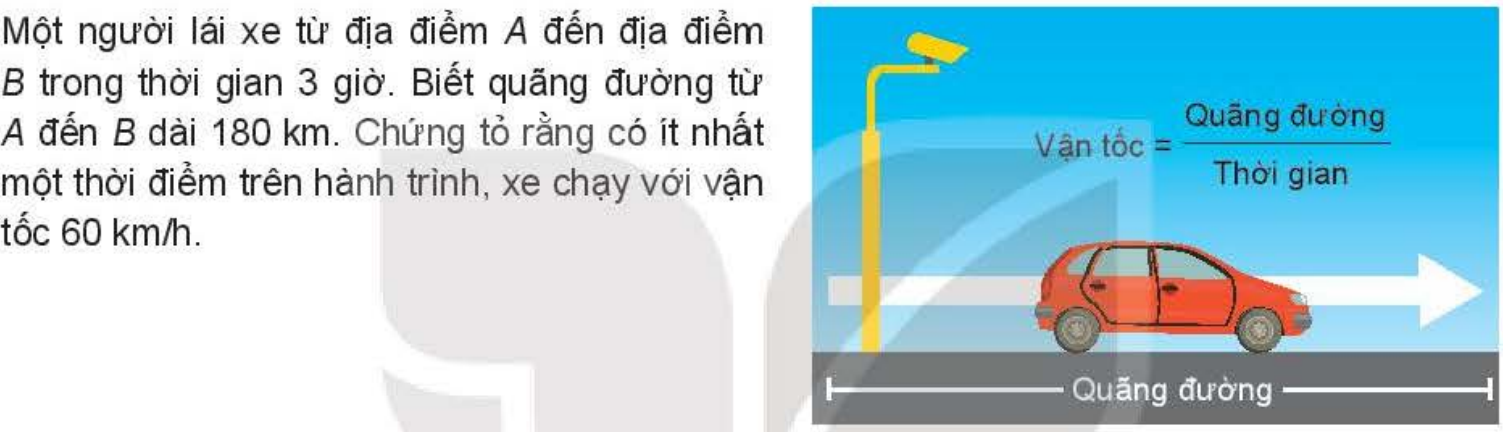 Một người lái xe từ địa điểm A đến địa điểm
B trong thời gian 3 giờ. Biết quãng đường từ
A đến B dài 180 km. Chứng tỏ rằng có ít nhất
một thời điểm trên hành trình, xe chạy với vận
tốc 60 km/h.
Vận tốc = Quãng đường
Thời gian
Quãng đường